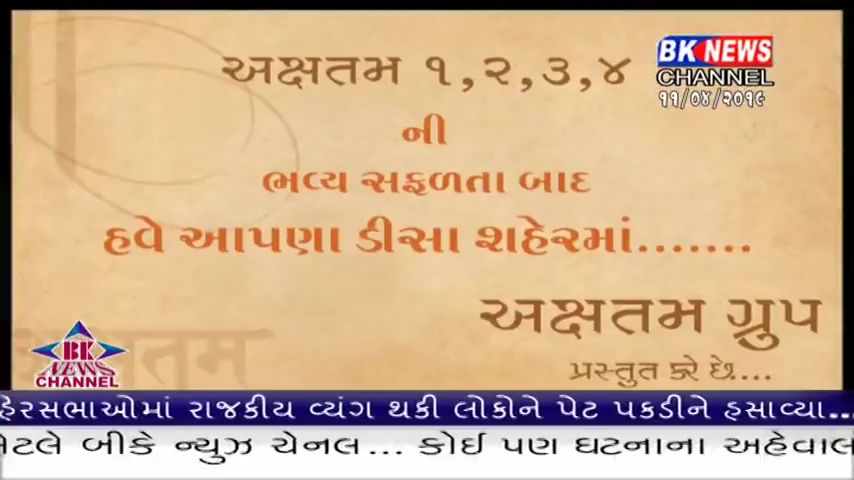 અક્ષતમ ૧,૨,૩,૪
BK NEWS
CHANNEL
૧૧/૦૪/૨૦૧૯
ની
ભવ્ય સફળતા બાદ
હવે આપણા ડીસા શહેરમાં.......
અક્ષતમ ગ્રુપ
પ્રસ્તુત કરે છે....
BK
NEWS
CHANNEL
હેરસભાઓમાં રાજકીય વ્યંગ થકી લોકોને પેટ પકડીને હસાવ્યા...
એટલે બીકે ન્યુઝ ચેનલ... કોઈ પણ ઘટનાના અહેવાલ